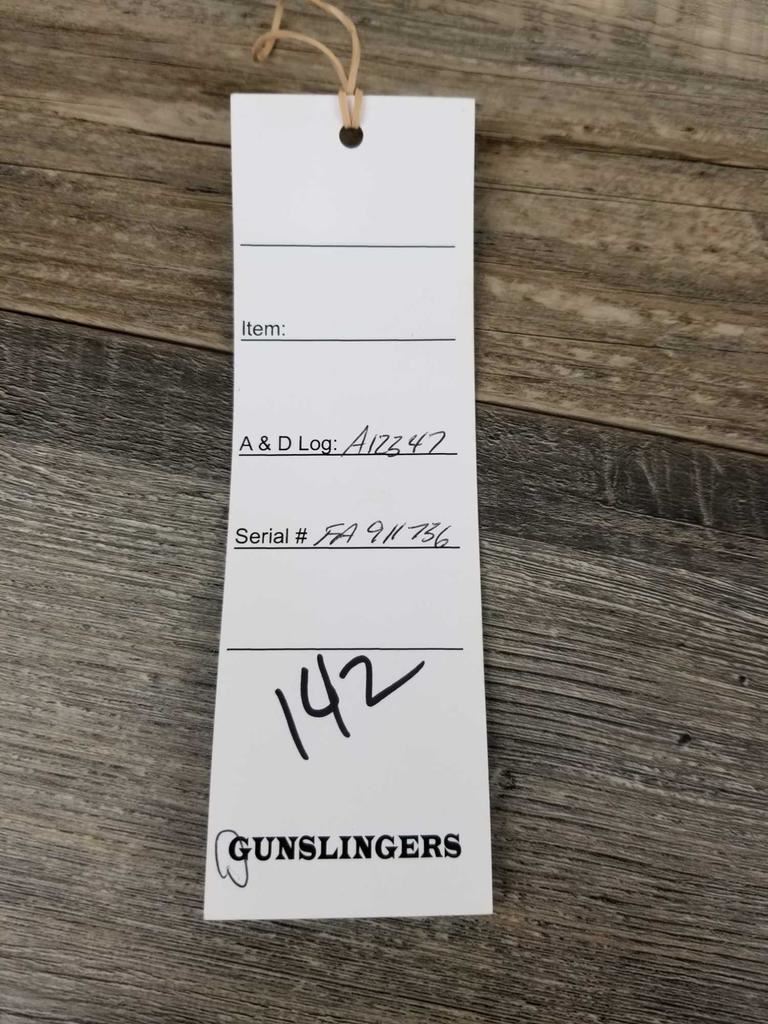 Item:
A & D Log: A12347
Serial # FA 911736
142
GUNSLINGERS